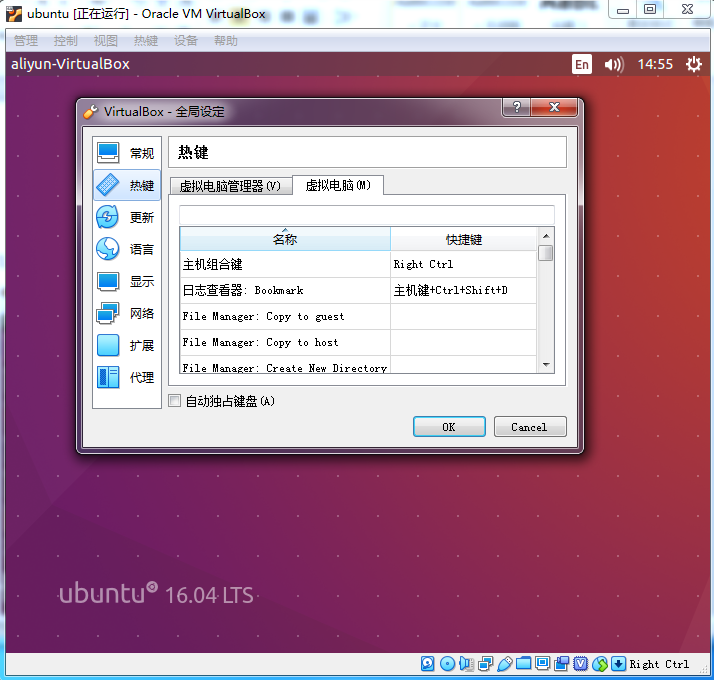 ubuntu [正在运行] - Oracle VM VirtualBox
管理 控制 视图 热键 设备 帮助
aliyun-VirtualBox En 14:55
VirtualBox - 全局设定 ?
常规
热键
更新
语言
显示
网络
扩展
代理
热键
虚拟电脑管理器(V) 虚拟电脑(M)
名称 快捷键
主机组合键 Right Ctrl
日志查看器: Bookmark 主机键+Ctrl+Shift+D
File Manager: Copy to guest
File Manager: Copy to host
File Manager: Create New Directory
自动独占键盘(A)
OK Cancel
ubuntu 16.04 LTS
Right Ctrl